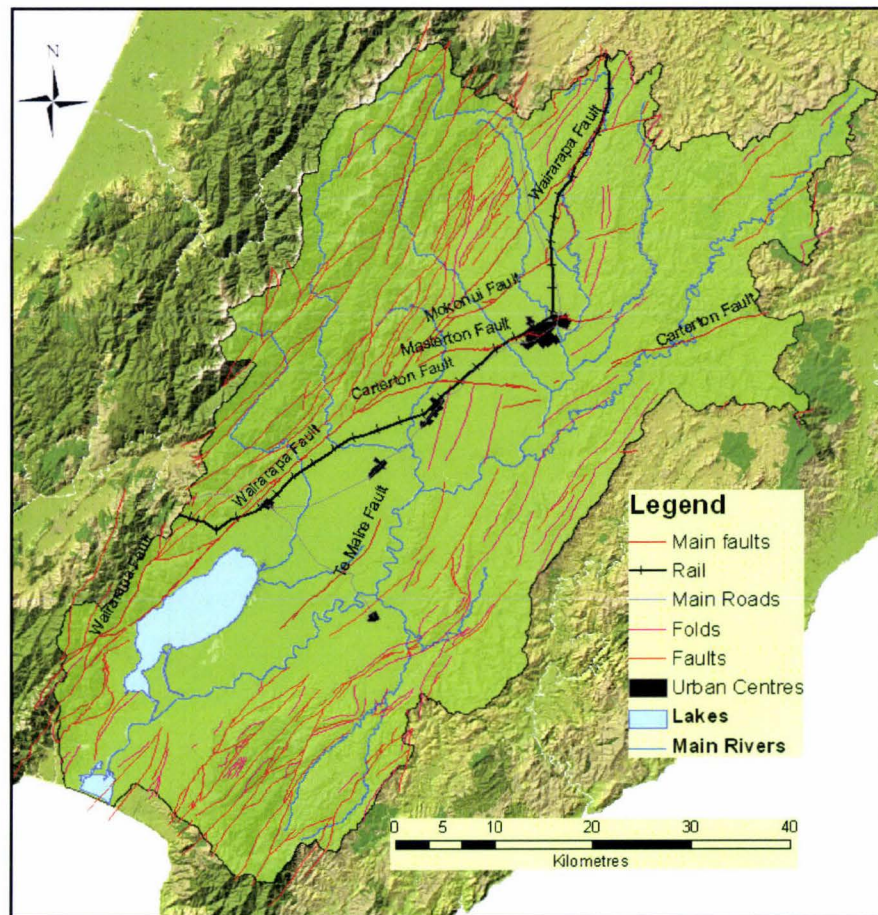 N
Wairarapa Fault
Mokonui Fault
Masterton Fault
Carterton Fault
Carterton Fault
Wairarapa Fault
Te Maire Fault
Wairarapa Fault
Legend
Main faults
Rail
Main Roads
Folds
Faults
Urban Centres
Lakes
Main Rivers
0 5 10 20 30 40
Kilometres